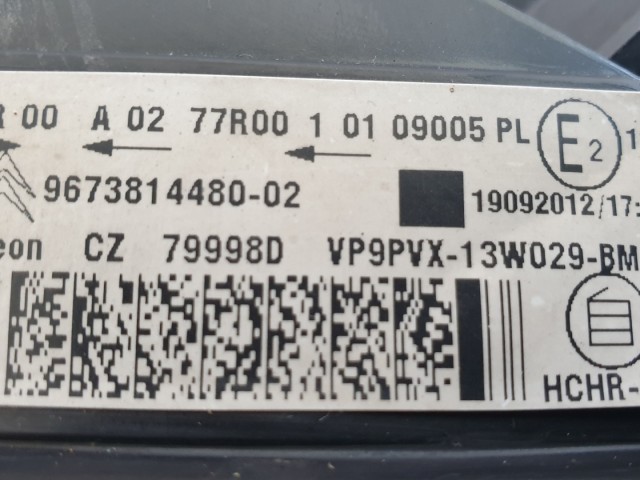 R 00 A 02 77R00 1 01 09005 PL E2 1
9673814480-02 19092012/17:
eon CZ 79998D VP9PVX-13W029-BM
HCHR-